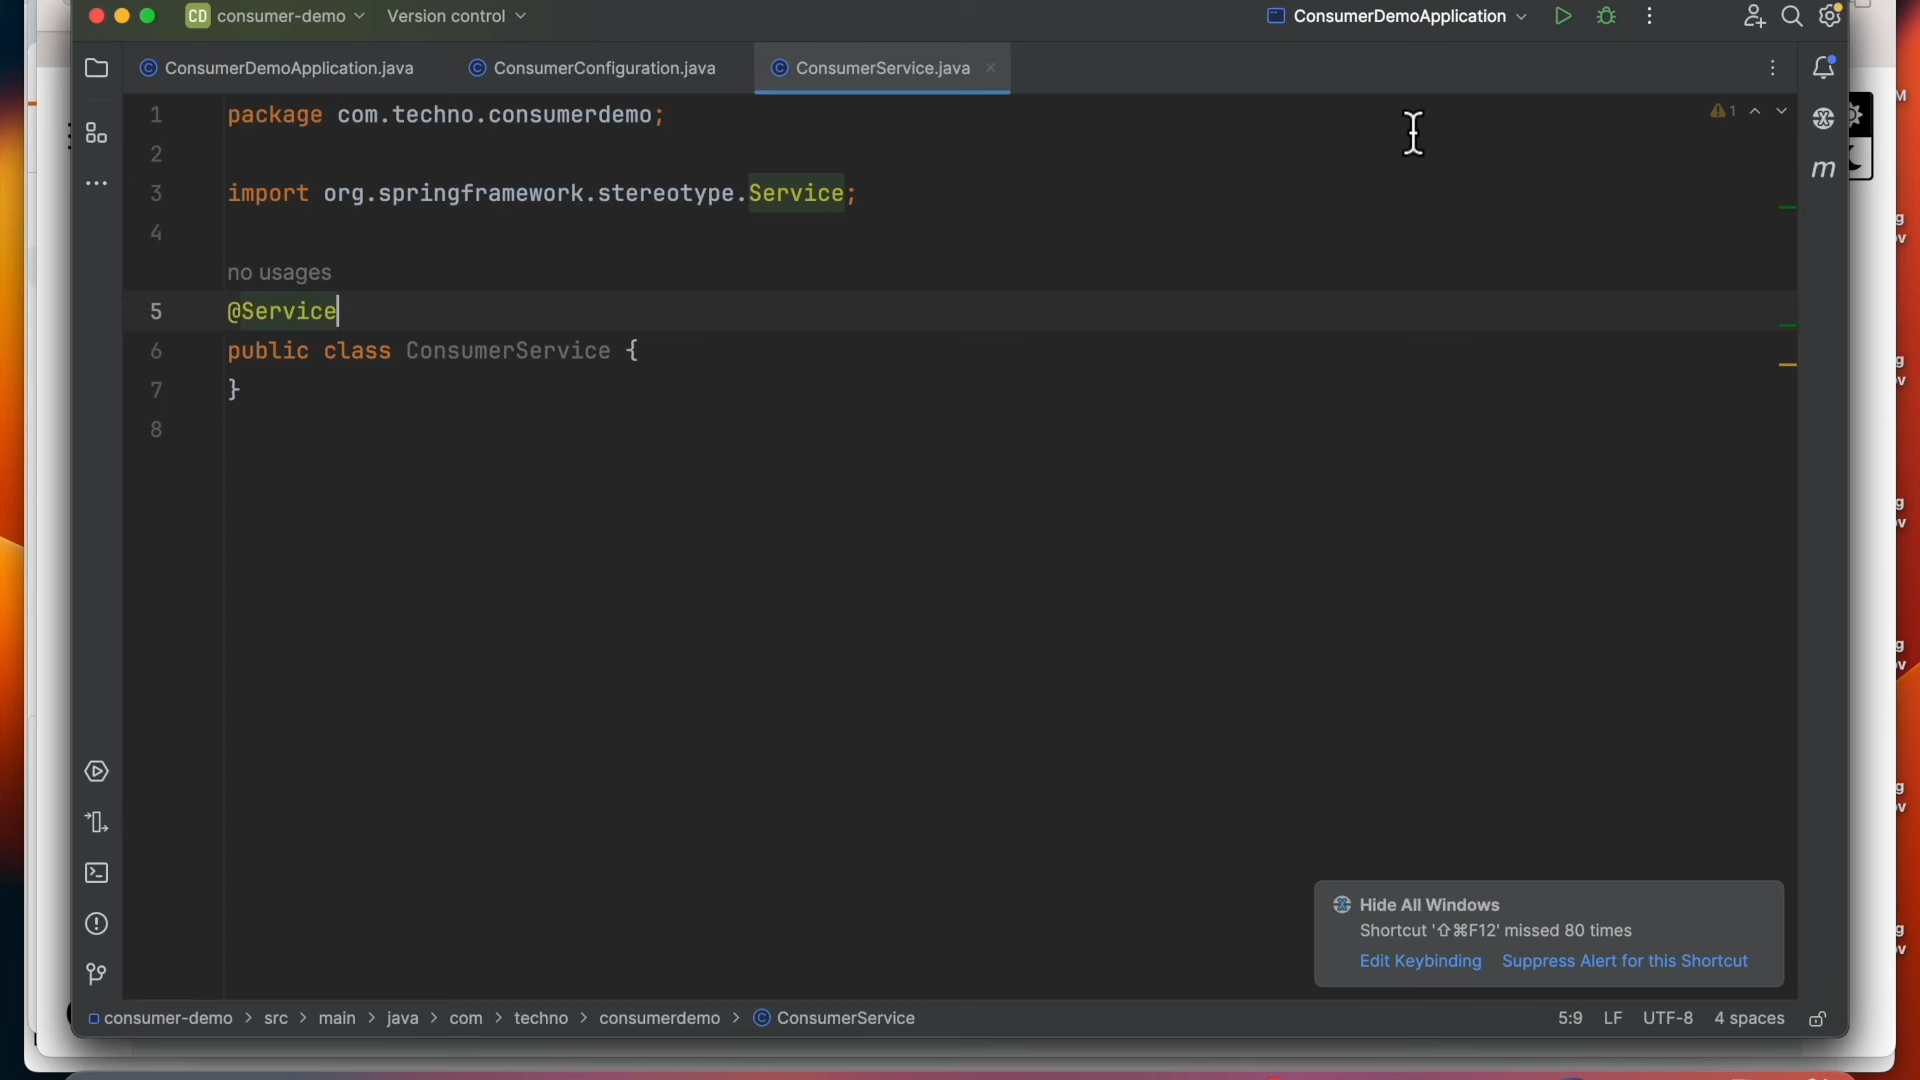 CD consumer-demo Version control ConsumerDemoApplication
ConsumerDemoApplication.java ConsumerConfiguration.java ConsumerService.java
1 package com.techno.consumerdemo; 1
2
3 import org.springframework.stereotype.Service;
4
no usages
5 @Service
6 public class ConsumerService {
7 }
8
Hide All Windows
Shortcut '⇧⌘F12' missed 80 times
Edit Keybinding Suppress Alert for this Shortcut
consumer-demo > src > main > java > com > techno > consumerdemo > ConsumerService 5:9 LF UTF-8 4 spaces